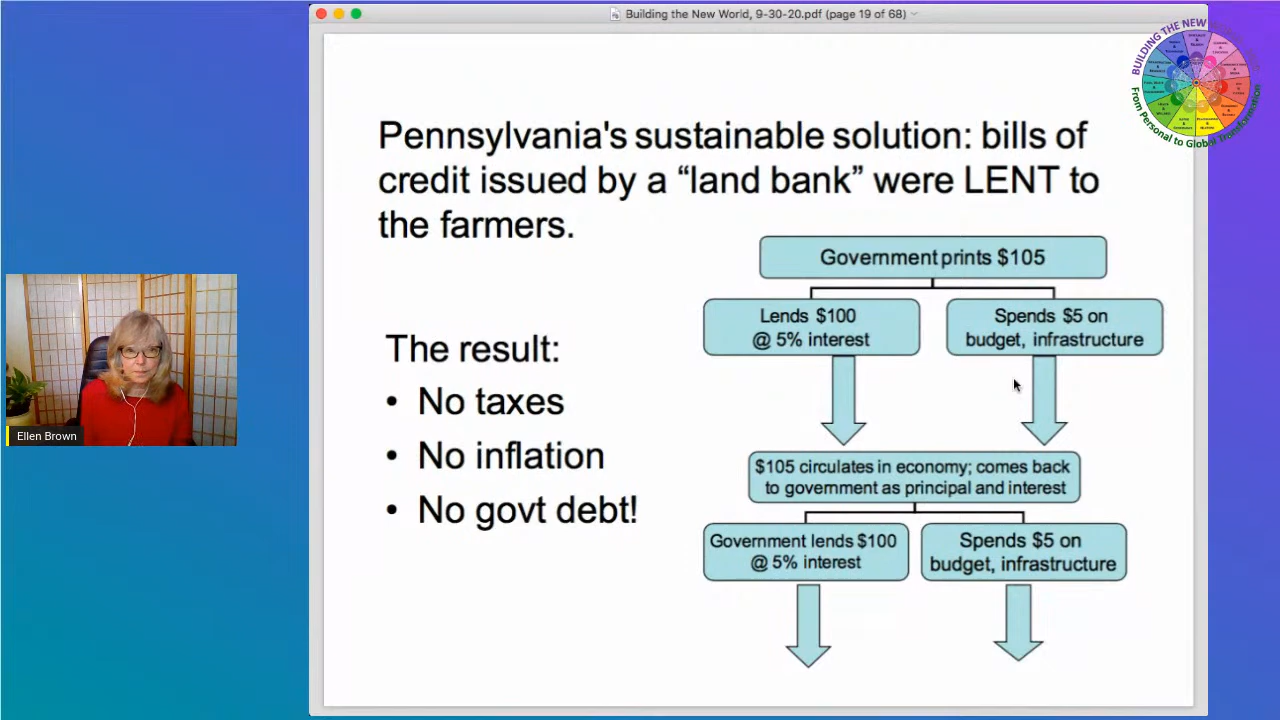 Building the New World, 9-30-20.pdf (page 19 of 68)
BUILDING THE NEW
From Personal to Global Transformation
Pennsylvania's sustainable solution: bills of
credit issued by a “land bank” were LENT to
the farmers.
Government prints $105
Lends $100
@ 5% interest
Spends $5 on
budget, infrastructure
The result:
• No taxes
• No inflation
• No govt debt!
$105 circulates in economy; comes back
to government as principal and interest
Government lends $100
@ 5% interest
Spends $5 on
budget, infrastructure
Ellen Brown